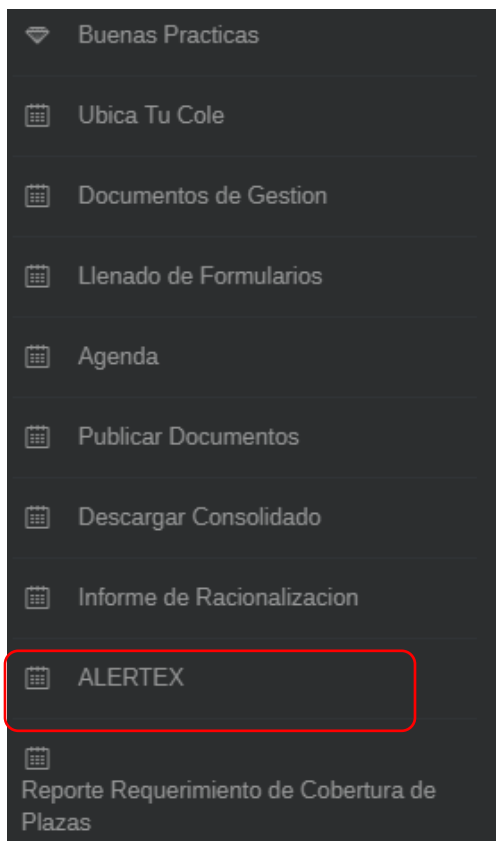 Buenas Practicas
Ubica Tu Cole
Documentos de Gestion
Llenado de Formularios
Agenda
Publicar Documentos
Descargar Consolidado
Informe de Racionalizacion
ALERTEX
Reporte Requerimiento de Cobertura de
Plazas